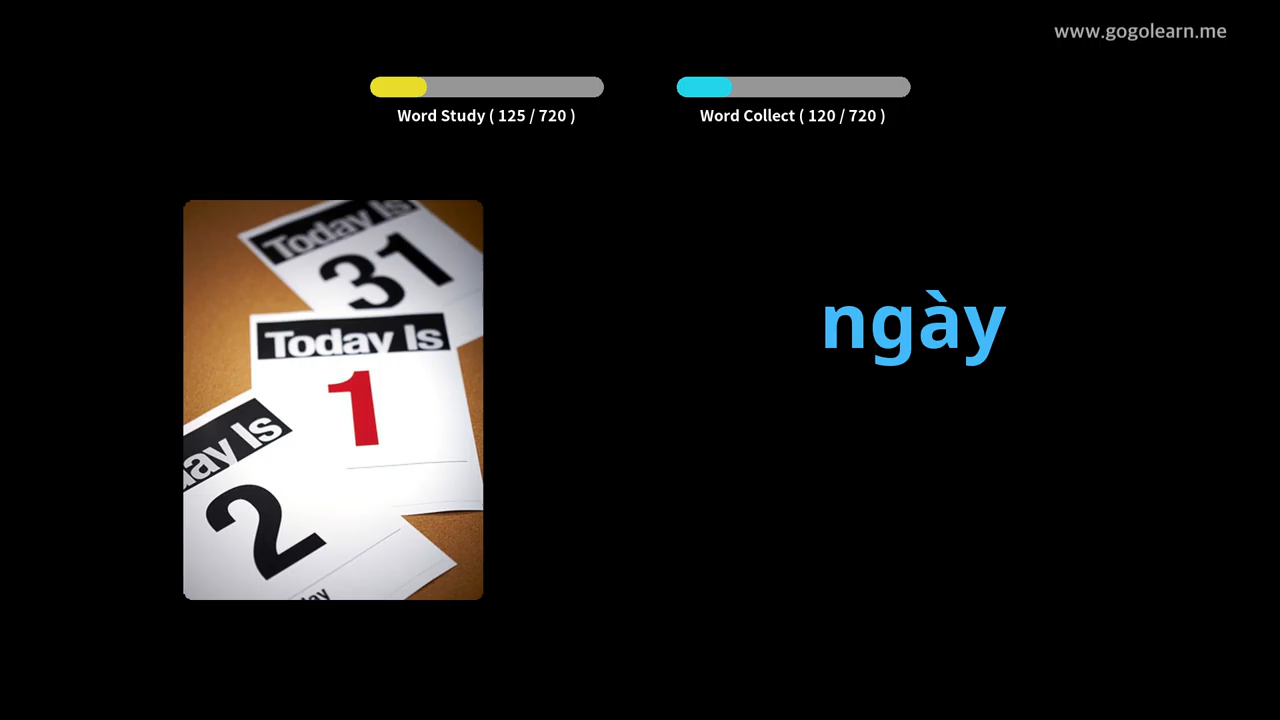 www.gogolearn.me
Word Study ( 125 / 720 )
Word Collect ( 120 / 720 )
Today Is
31
Today Is
1
ay Is
2
ngày